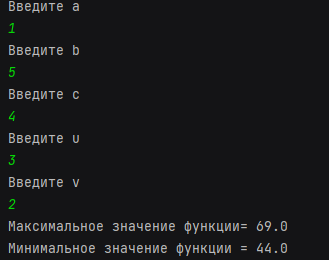 Введите a
1
Введите b
5
Введите c
4
Введите u
3
Введите v
2
Максимальное значение функции= 69.0
Минимальное значение функции = 44.0